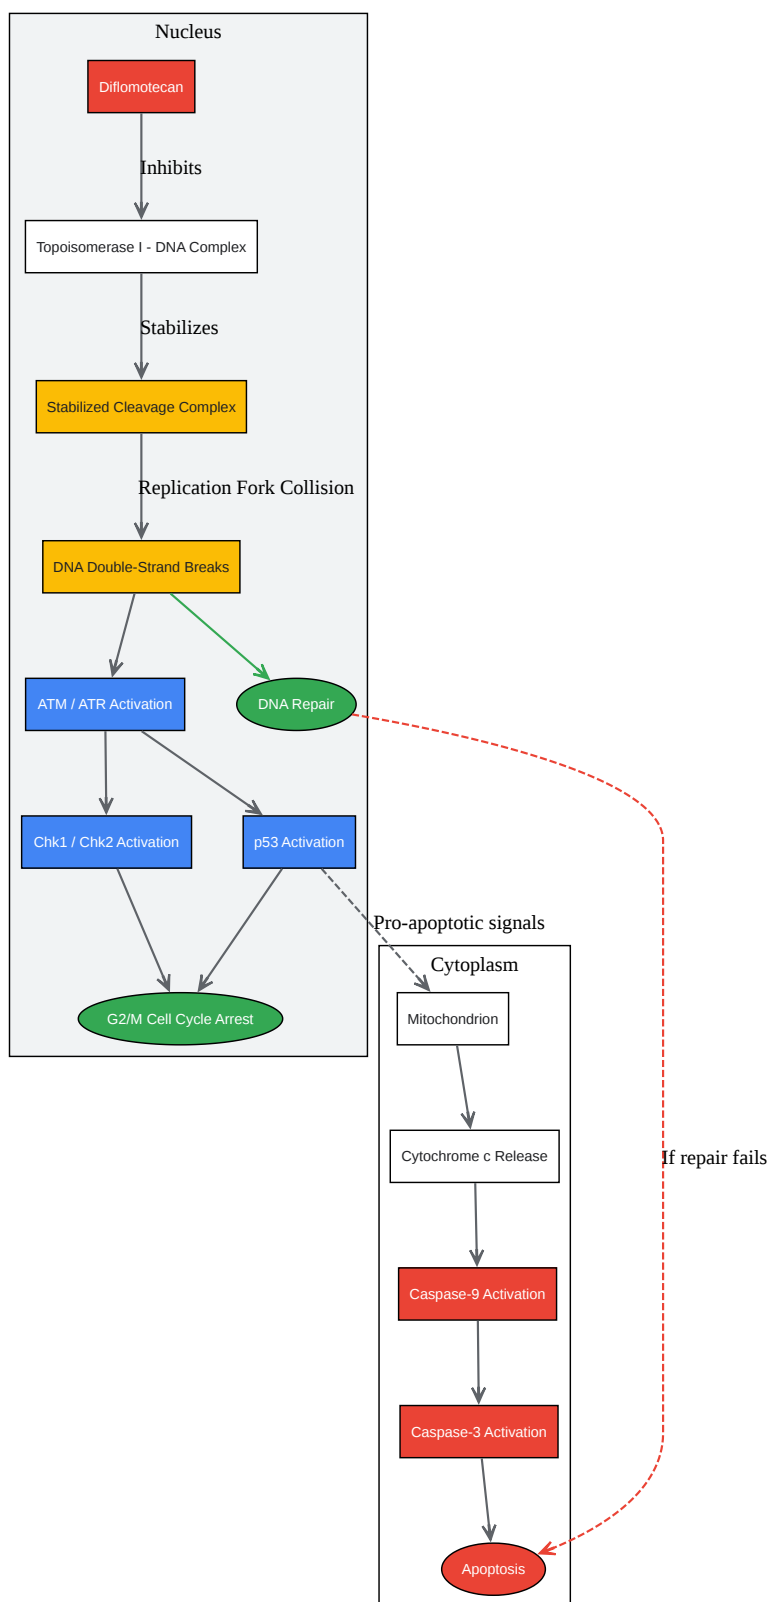 Nucleus
Diflomotecan
Inhibits
Topoisomerase I - DNA Complex
Stabilizes
Stabilized Cleavage Complex
Replication Fork Collision
DNA Double-Strand Breaks
ATM / ATR Activation
DNA Repair
Chk1 / Chk2 Activation
p53 Activation
Pro-apoptotic signals
Cytoplasm
G2/M Cell Cycle Arrest
Mitochondrion
Cytochrome c Release
If repair fails
Caspase-9 Activation
Caspase-3 Activation
Apoptosis